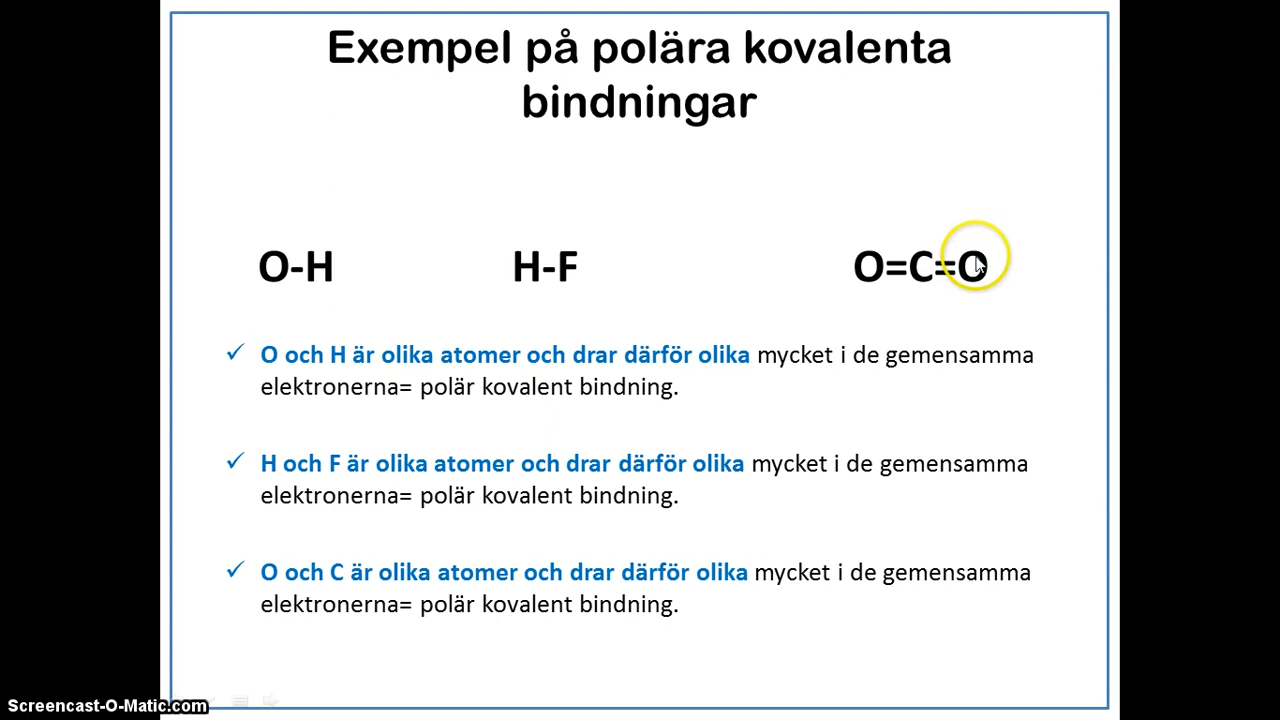 Exempel på polära kovalenta
bindningar
O-H H-F O=C=O
O och H är olika atomer och drar därför olika mycket i de gemensamma
elektronerna= polär kovalent bindning.
H och F är olika atomer och drar därför olika mycket i de gemensamma
elektronerna= polär kovalent bindning.
O och C är olika atomer och drar därför olika mycket i de gemensamma
elektronerna= polär kovalent bindning.
Screencast-O-Matic.com